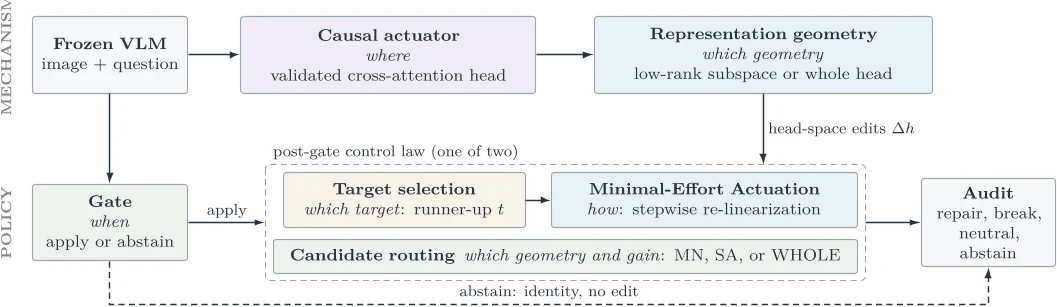 MECHANISM
Frozen VLM
image + question
Causal actuator
where
validated cross-attention head
Representation geometry
which geometry
low-rank subspace or whole head
head-space edits Δh
post-gate control law (one of two)
POLICY
Gate
when
apply or abstain
apply
Target selection
which target: runner-up t
Minimal-Effort Actuation
how: stepwise re-linearization
Candidate routing which geometry and gain: MN, SA, or WHOLE
Audit
repair, break,
neutral,
abstain
abstain: identity, no edit